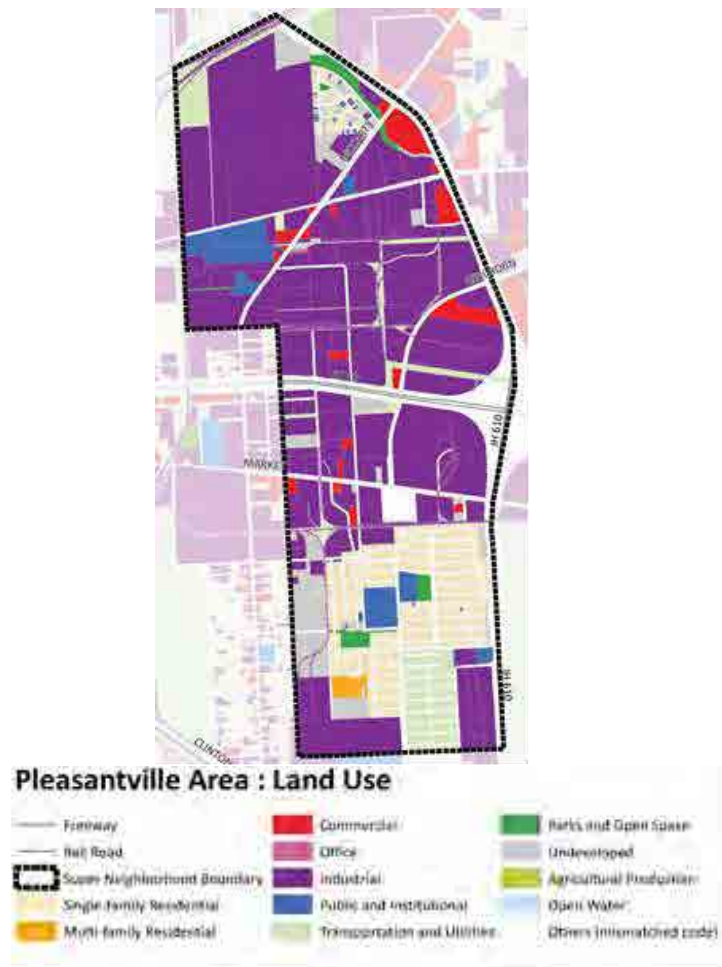 IH 610
MARKE
CLINTON
IH 610
Pleasantville Area : Land Use
Freeway
Rail Road
Super Neighborhood Boundary
Single-family Residential
Multi-family Residential
Commercial
Office
Industrial
Public and Institutional
Transportation and Utilities
Parks and Open Space
Undeveloped
Agricultural Production
Open Water
Others (mismatched code)